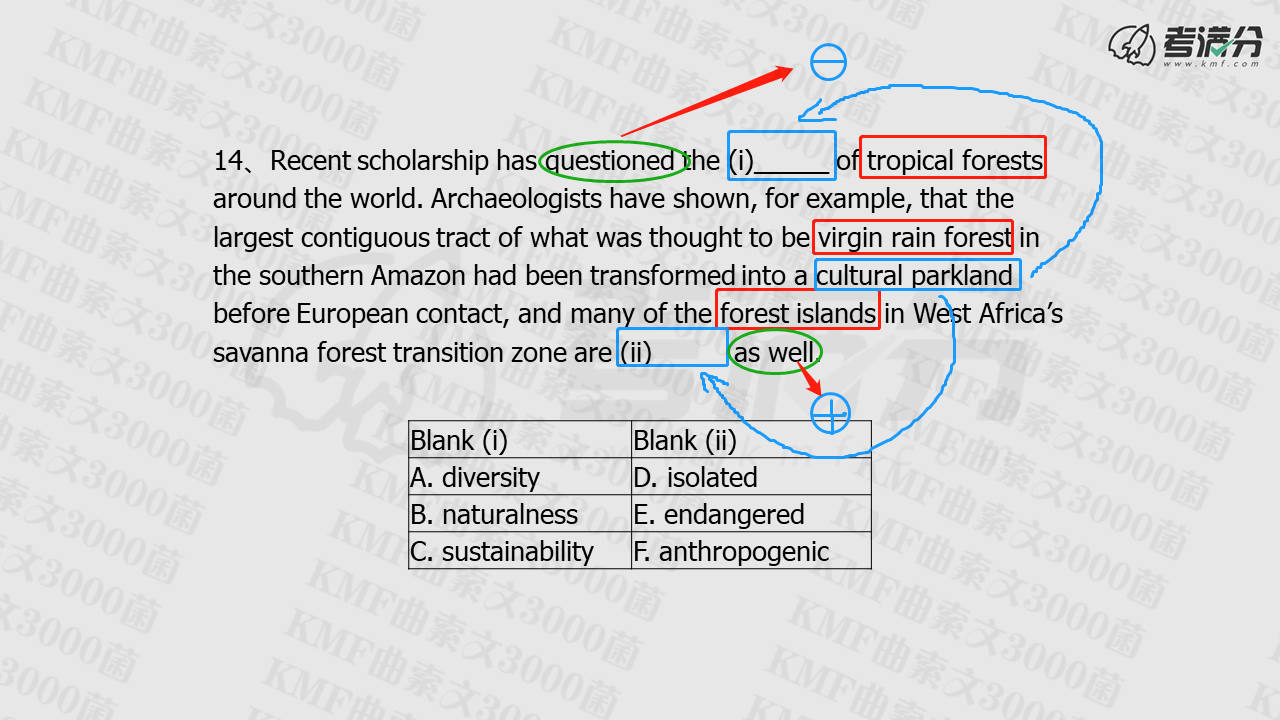 考满分
www.kmf.com
14、Recent scholarship has questioned the (i)______ of tropical forests
around the world. Archaeologists have shown, for example, that the
largest contiguous tract of what was thought to be virgin rain forest in
the southern Amazon had been transformed into a cultural parkland
before European contact, and many of the forest islands in West Africa's
savanna forest transition zone are (ii) as well.
Blank (i) Blank (ii)
A. diversity D. isolated
B. naturalness E. endangered
C. sustainability F. anthropogenic
KMF曲索文3000菌